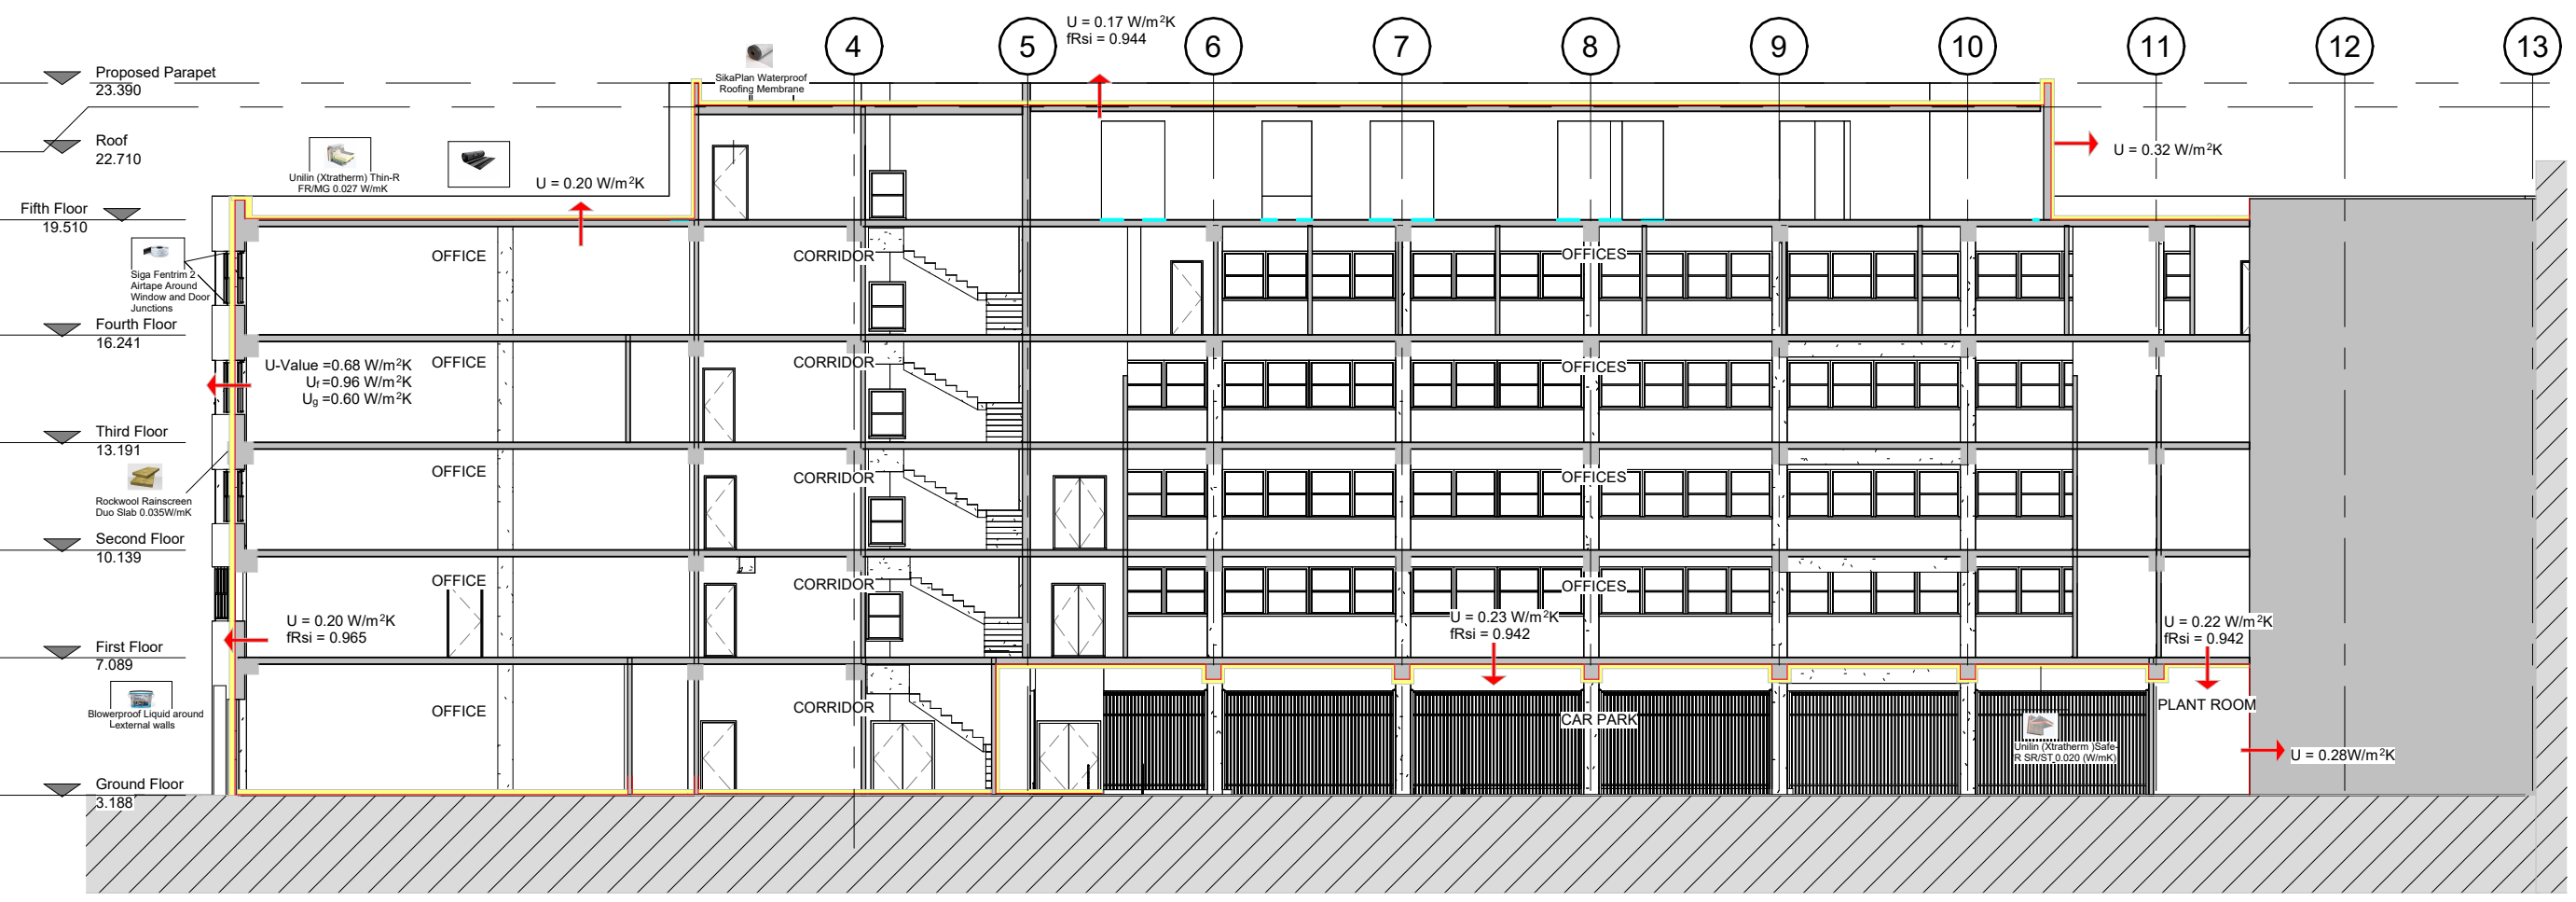 U = 0.17 W/m²K
fRsi = 0.944
4
5
6
7
8
9
10
11
12
13
Proposed Parapet
23.390
SikaPlan Waterproof
Roofing Membrane
Roof
22.710
Unilin (Xtratherm) Thin-R
FR/MG 0.027 W/mK
U = 0.20 W/m²K
U = 0.32 W/m²K
Fifth Floor
19.510
OFFICE
CORRIDOR
OFFICES
Siga Fentrim 2
Airtape Around
Window and Door
Junctions
Fourth Floor
16.241
OFFICE
CORRIDOR
OFFICES
U-Value =0.68 W/m²K
Uf =0.96 W/m²K
Ug =0.60 W/m²K
Third Floor
13.191
OFFICE
CORRIDOR
OFFICES
Rockwool Rainscreen
Duo Slab 0.035W/mK
Second Floor
10.139
OFFICE
CORRIDOR
OFFICES
U = 0.20 W/m²K
fRsi = 0.965
U = 0.23 W/m²K
fRsi = 0.942
U = 0.22 W/m²K
fRsi = 0.942
First Floor
7.089
Blowerproof Liquid around
Lexternal walls
OFFICE
CORRIDOR
CAR PARK
PLANT ROOM
Unilin (Xtratherm )Safe-
R SR/ST 0.020 (W/mK)
U = 0.28W/m²K
Ground Floor
3.188